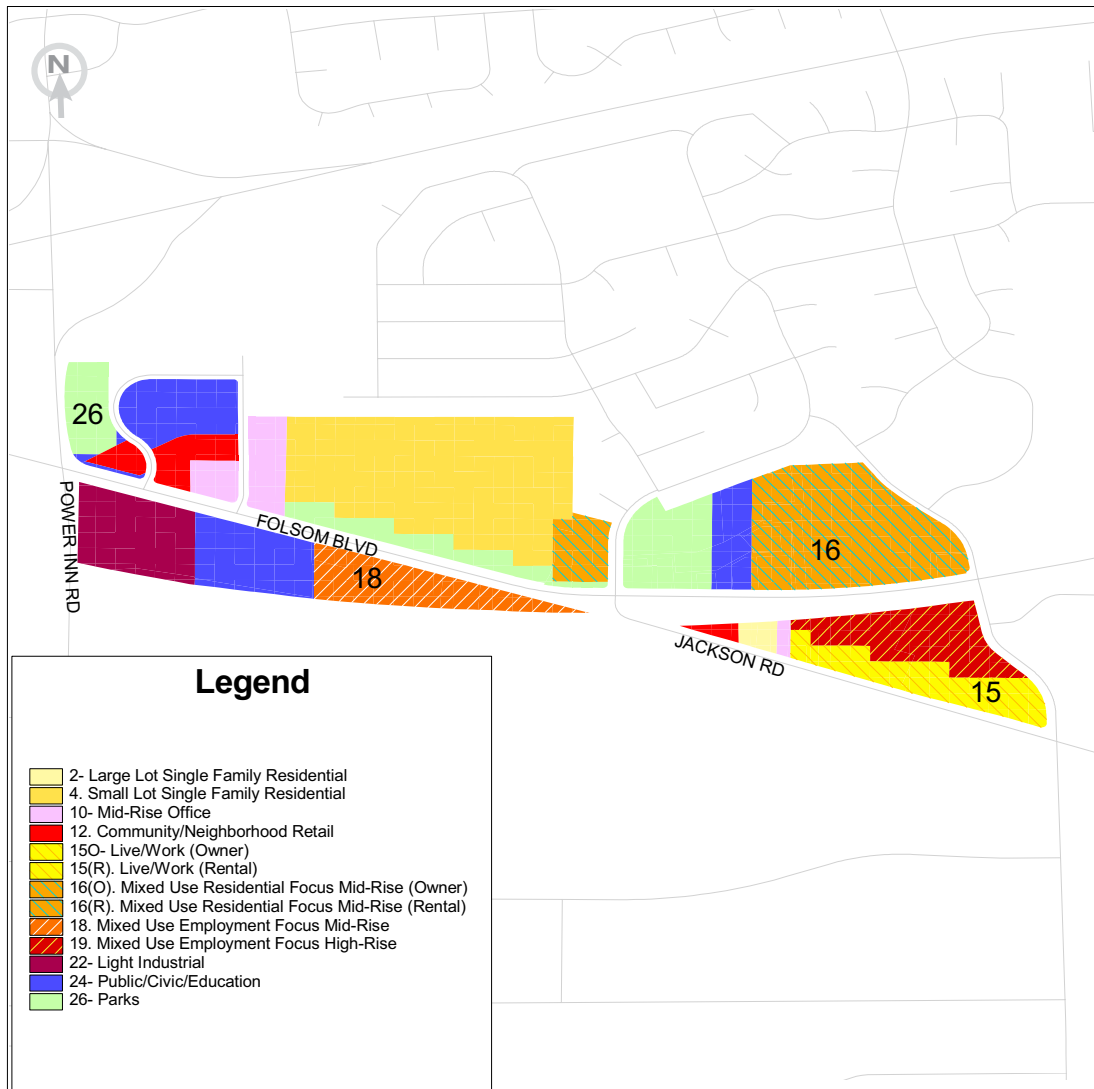 N
26
POWER INN RD
FOLSOM BLVD
18
16
JACKSON RD
15
Legend
2- Large Lot Single Family Residential
4. Small Lot Single Family Residential
10- Mid-Rise Office
12. Community/Neighborhood Retail
15O- Live/Work (Owner)
15(R). Live/Work (Rental)
16(O). Mixed Use Residential Focus Mid-Rise (Owner)
16(R). Mixed Use Residential Focus Mid-Rise (Rental)
18. Mixed Use Employment Focus Mid-Rise
19. Mixed Use Employment Focus High-Rise
22- Light Industrial
24- Public/Civic/Education
26- Parks